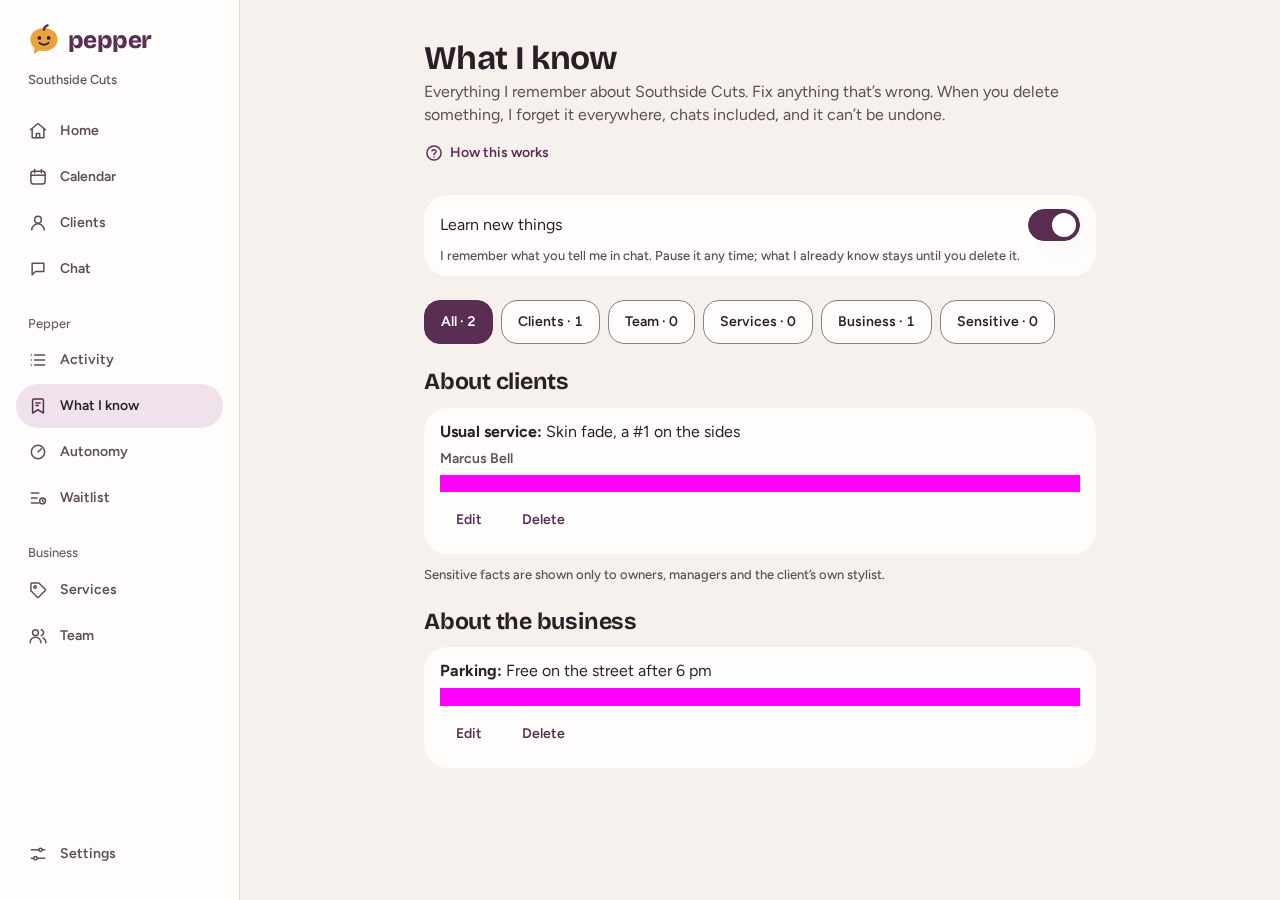 pepper
Southside Cuts
Home
Calendar
Clients
Chat
Pepper
Activity
What I know
Autonomy
Waitlist
Business
Services
Team
Settings
What I know
Everything I remember about Southside Cuts. Fix anything that’s wrong. When you delete
something, I forget it everywhere, chats included, and it can’t be undone.
How this works
Learn new things
I remember what you tell me in chat. Pause it any time; what I already know stays until you delete it.
All · 2
Clients · 1
Team · 0
Services · 0
Business · 1
Sensitive · 0
About clients
Usual service: Skin fade, a #1 on the sides
Marcus Bell
Edit
Delete
Sensitive facts are shown only to owners, managers and the client’s own stylist.
About the business
Parking: Free on the street after 6 pm
Edit
Delete